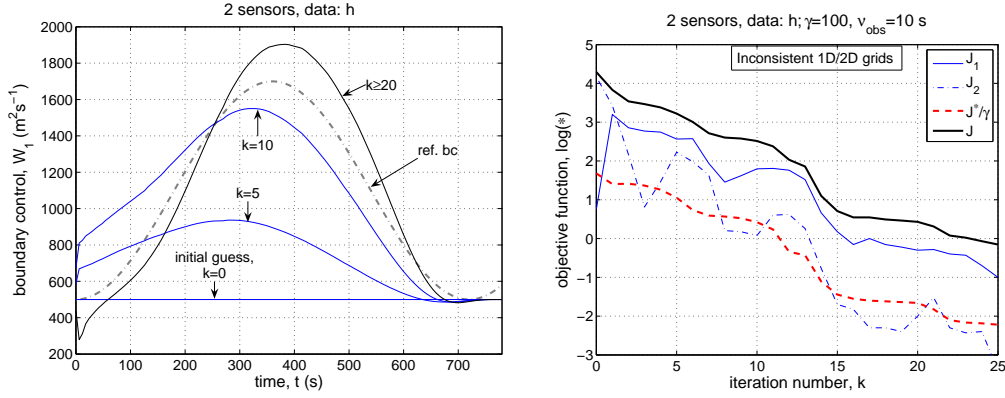 2 sensors, data: h
2000
1800
1600
1400
1200
1000
800
600
400
200
0
100
200
300
400
500
600
700
boundary control, W₁ (m²s⁻¹)
time, t (s)
k≥20
k=10
ref. bc
k=5
initial guess,
k=0
2 sensors, data: h; γ=100, ν_obs=10 s
Inconsistent 1D/2D grids
J₁
J₂
J*/γ
J
5
4
3
2
1
0
−1
−2
−3
0
5
10
15
20
25
objective function, log(*)
iteration number, k